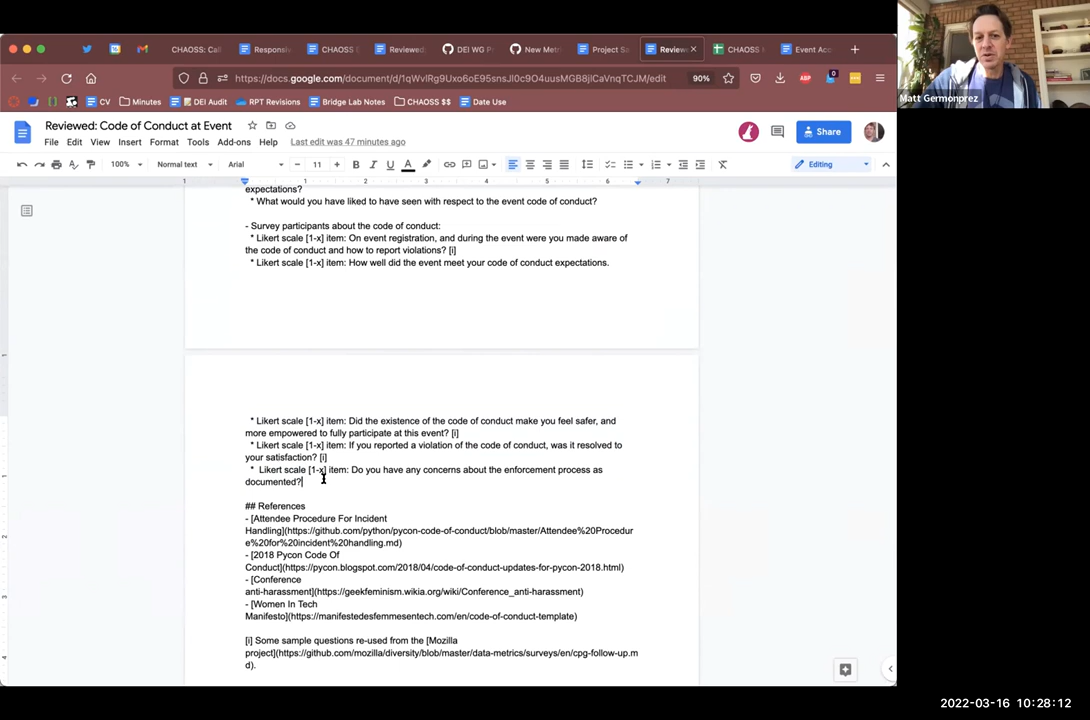 CHAOSS: Cal
Responsi
CHAOSS
Reviewed:
DEI WG P
New Metr
Project Sa
Review
CHAOSS
Event Acc
https://docs.google.com/document/d/1qWvlRg9Uxo6oE95snsJl0c9O4uusMGB8jlCaVnqTCJM/edit
90%
CV
Minutes
DEI Audit
RPT Revisions
Bridge Lab Notes
CHAOSS $$
Date Use
Matt Germonprez
Reviewed: Code of Conduct at Event
File Edit View Insert Format Tools Add-ons Help Last edit was 47 minutes ago
Share
100% Normal text Arial 11 Editing
1 1 2 3 4 5 6 7
expectations?
* What would you have liked to have seen with respect to the event code of conduct?
- Survey participants about the code of conduct:
* Likert scale [1-x] item: On event registration, and during the event were you made aware of
the code of conduct and how to report violations? [i]
* Likert scale [1-x] item: How well did the event meet your code of conduct expectations.
* Likert scale [1-x] item: Did the existence of the code of conduct make you feel safer, and
more empowered to fully participate at this event? [i]
* Likert scale [1-x] item: If you reported a violation of the code of conduct, was it resolved to
your satisfaction? [i]
* Likert scale [1-x] item: Do you have any concerns about the enforcement process as
documented?
## References
- [Attendee Procedure For Incident
Handling](https://github.com/python/pycon-code-of-conduct/blob/master/Attendee%20Procedur
e%20for%20incident%20handling.md)
- [2018 Pycon Code Of
Conduct](https://pycon.blogspot.com/2018/04/code-of-conduct-updates-for-pycon-2018.html)
- [Conference
anti-harassment](https://geekfeminism.wikia.org/wiki/Conference_anti-harassment)
- [Women In Tech
Manifesto](https://manifestedesfemmesentech.com/en/code-of-conduct-template)
[i] Some sample questions re-used from the [Mozilla
project](https://github.com/mozilla/diversity/blob/master/data-metrics/surveys/en/cpg-follow-up.m
d).
2022-03-16 10:28:12